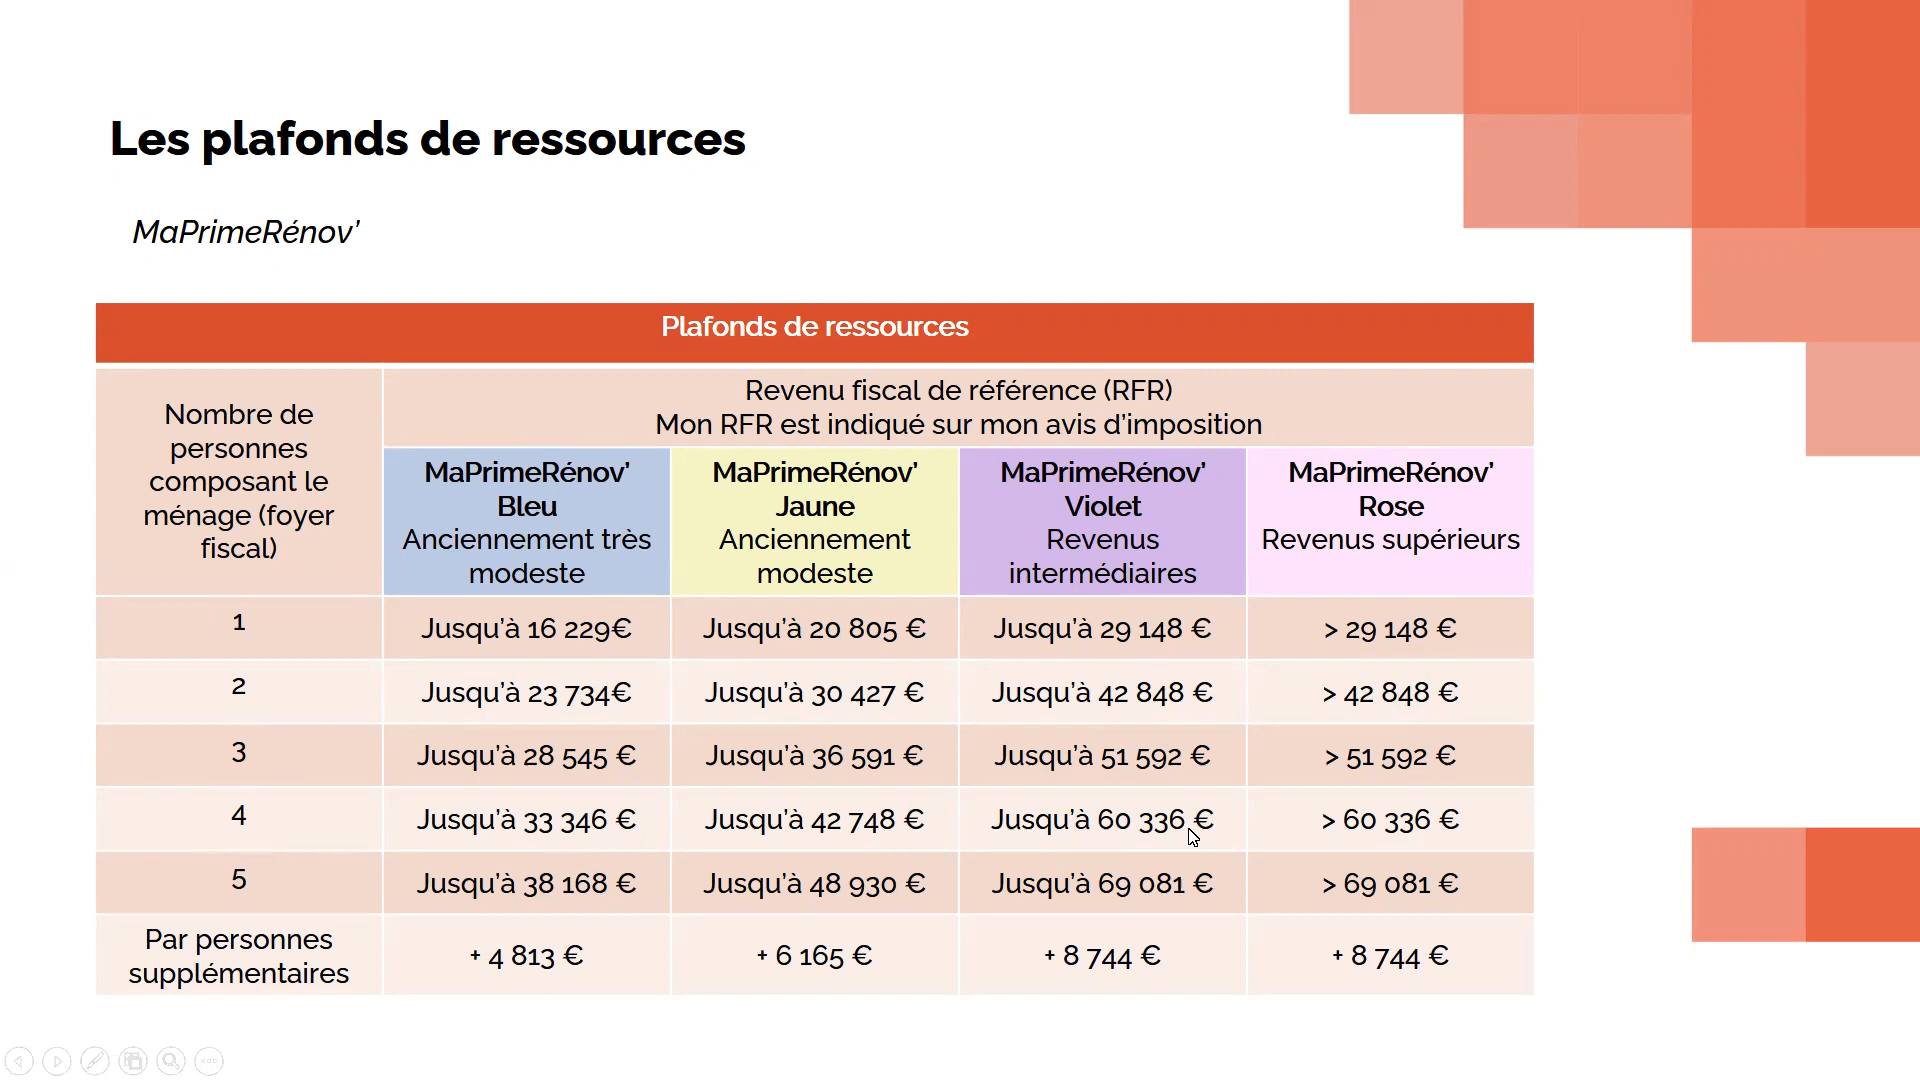 Les plafonds de ressources
MaPrimeRénov’
Plafonds de ressources
Nombre de
personnes
composant le
ménage (foyer
fiscal)
Revenu fiscal de référence (RFR)
Mon RFR est indiqué sur mon avis d’imposition
MaPrimeRénov’
Bleu
Anciennement très
modeste
MaPrimeRénov’
Jaune
Anciennement
modeste
MaPrimeRénov’
Violet
Revenus
intermédiaires
MaPrimeRénov’
Rose
Revenus supérieurs
1 Jusqu’à 16 229€ Jusqu’à 20 805 € Jusqu’à 29 148 € > 29 148 €
2 Jusqu’à 23 734€ Jusqu’à 30 427 € Jusqu’à 42 848 € > 42 848 €
3 Jusqu’à 28 545 € Jusqu’à 36 591 € Jusqu’à 51 592 € > 51 592 €
4 Jusqu’à 33 346 € Jusqu’à 42 748 € Jusqu’à 60 336 € > 60 336 €
5 Jusqu’à 38 168 € Jusqu’à 48 930 € Jusqu’à 69 081 € > 69 081 €
Par personnes
supplémentaires
+ 4 813 € + 6 165 € + 8 744 € + 8 744 €